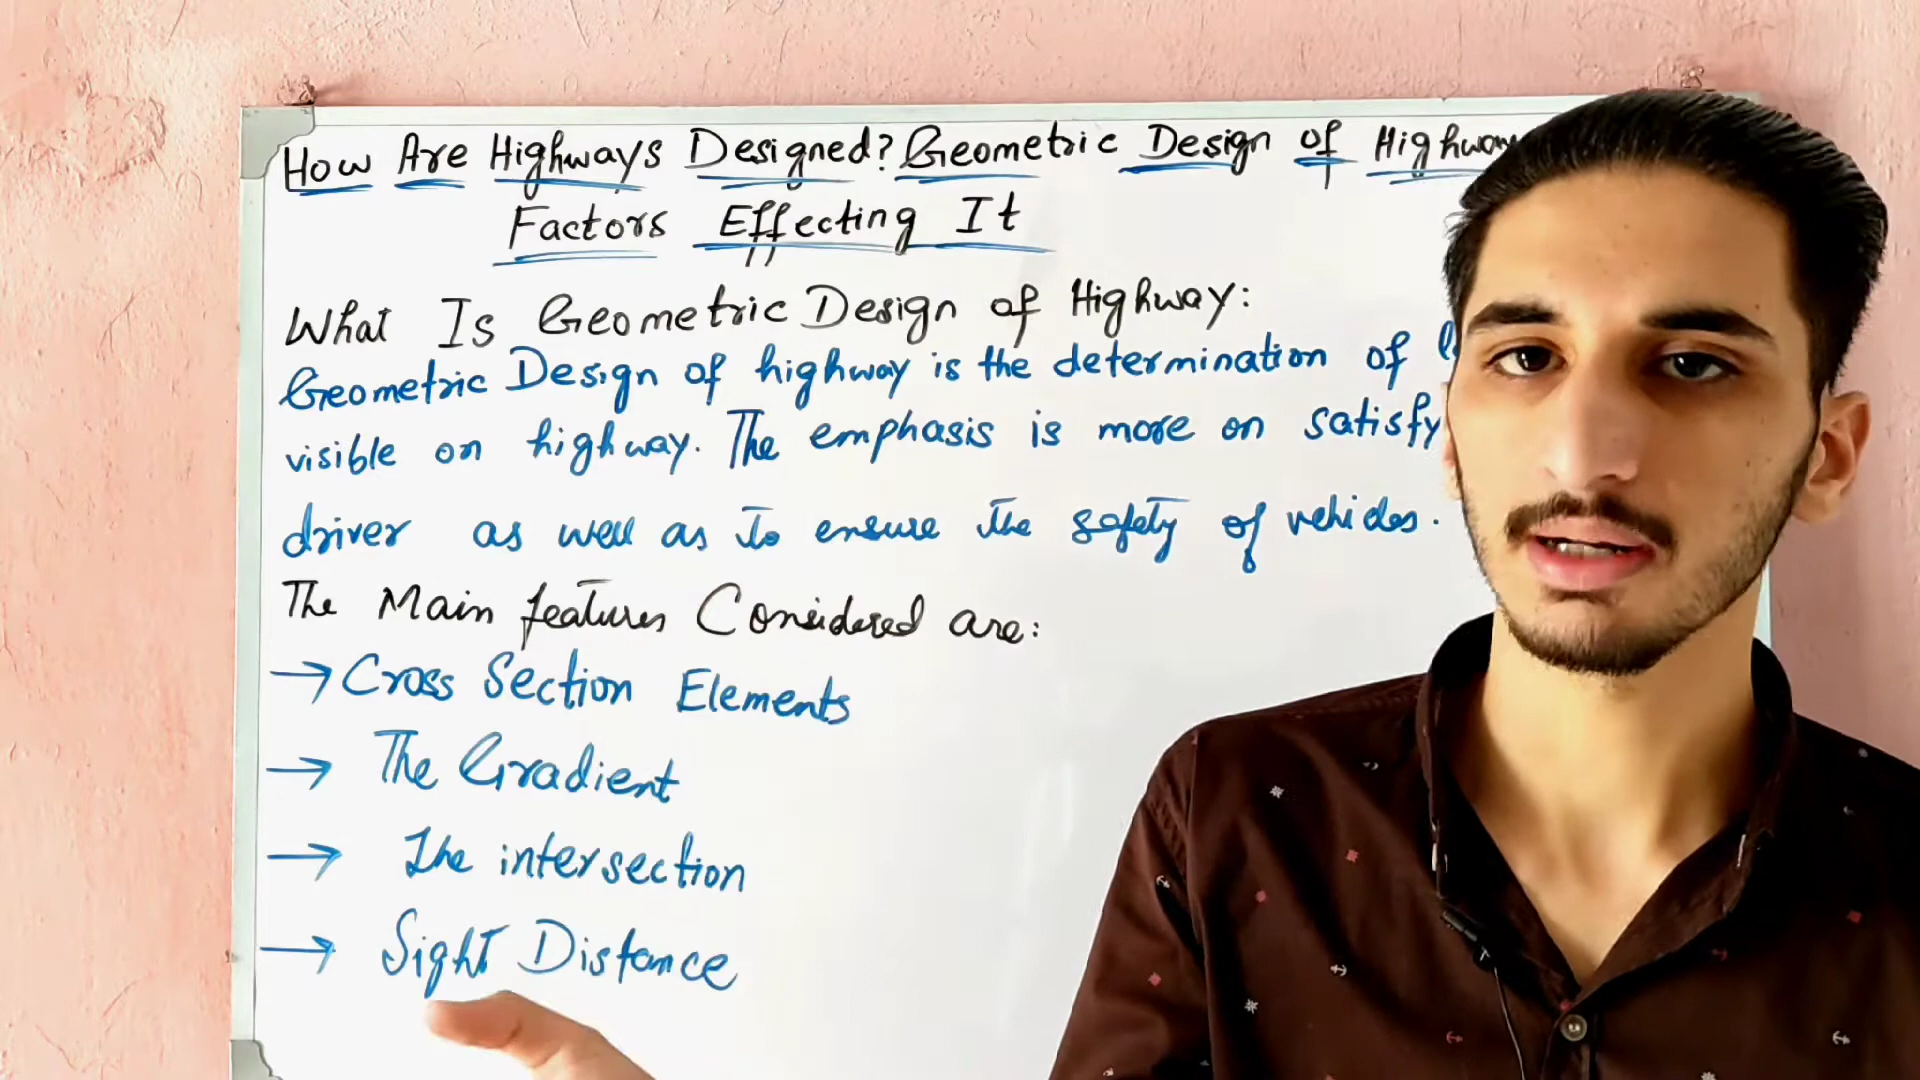 How Are Highways Designed? Geometric Design of
Factors Effecting It
What Is Geometric Design of Highway:
Geometric Design of highway is the determination of
visible on highway. The emphasis is more on satisfy
driver as well as to ensure the safety of vehicles.
The Main features Considered are:
→ Cross Section Elements
→ The Gradient
→ The intersection
→ Sight Distance